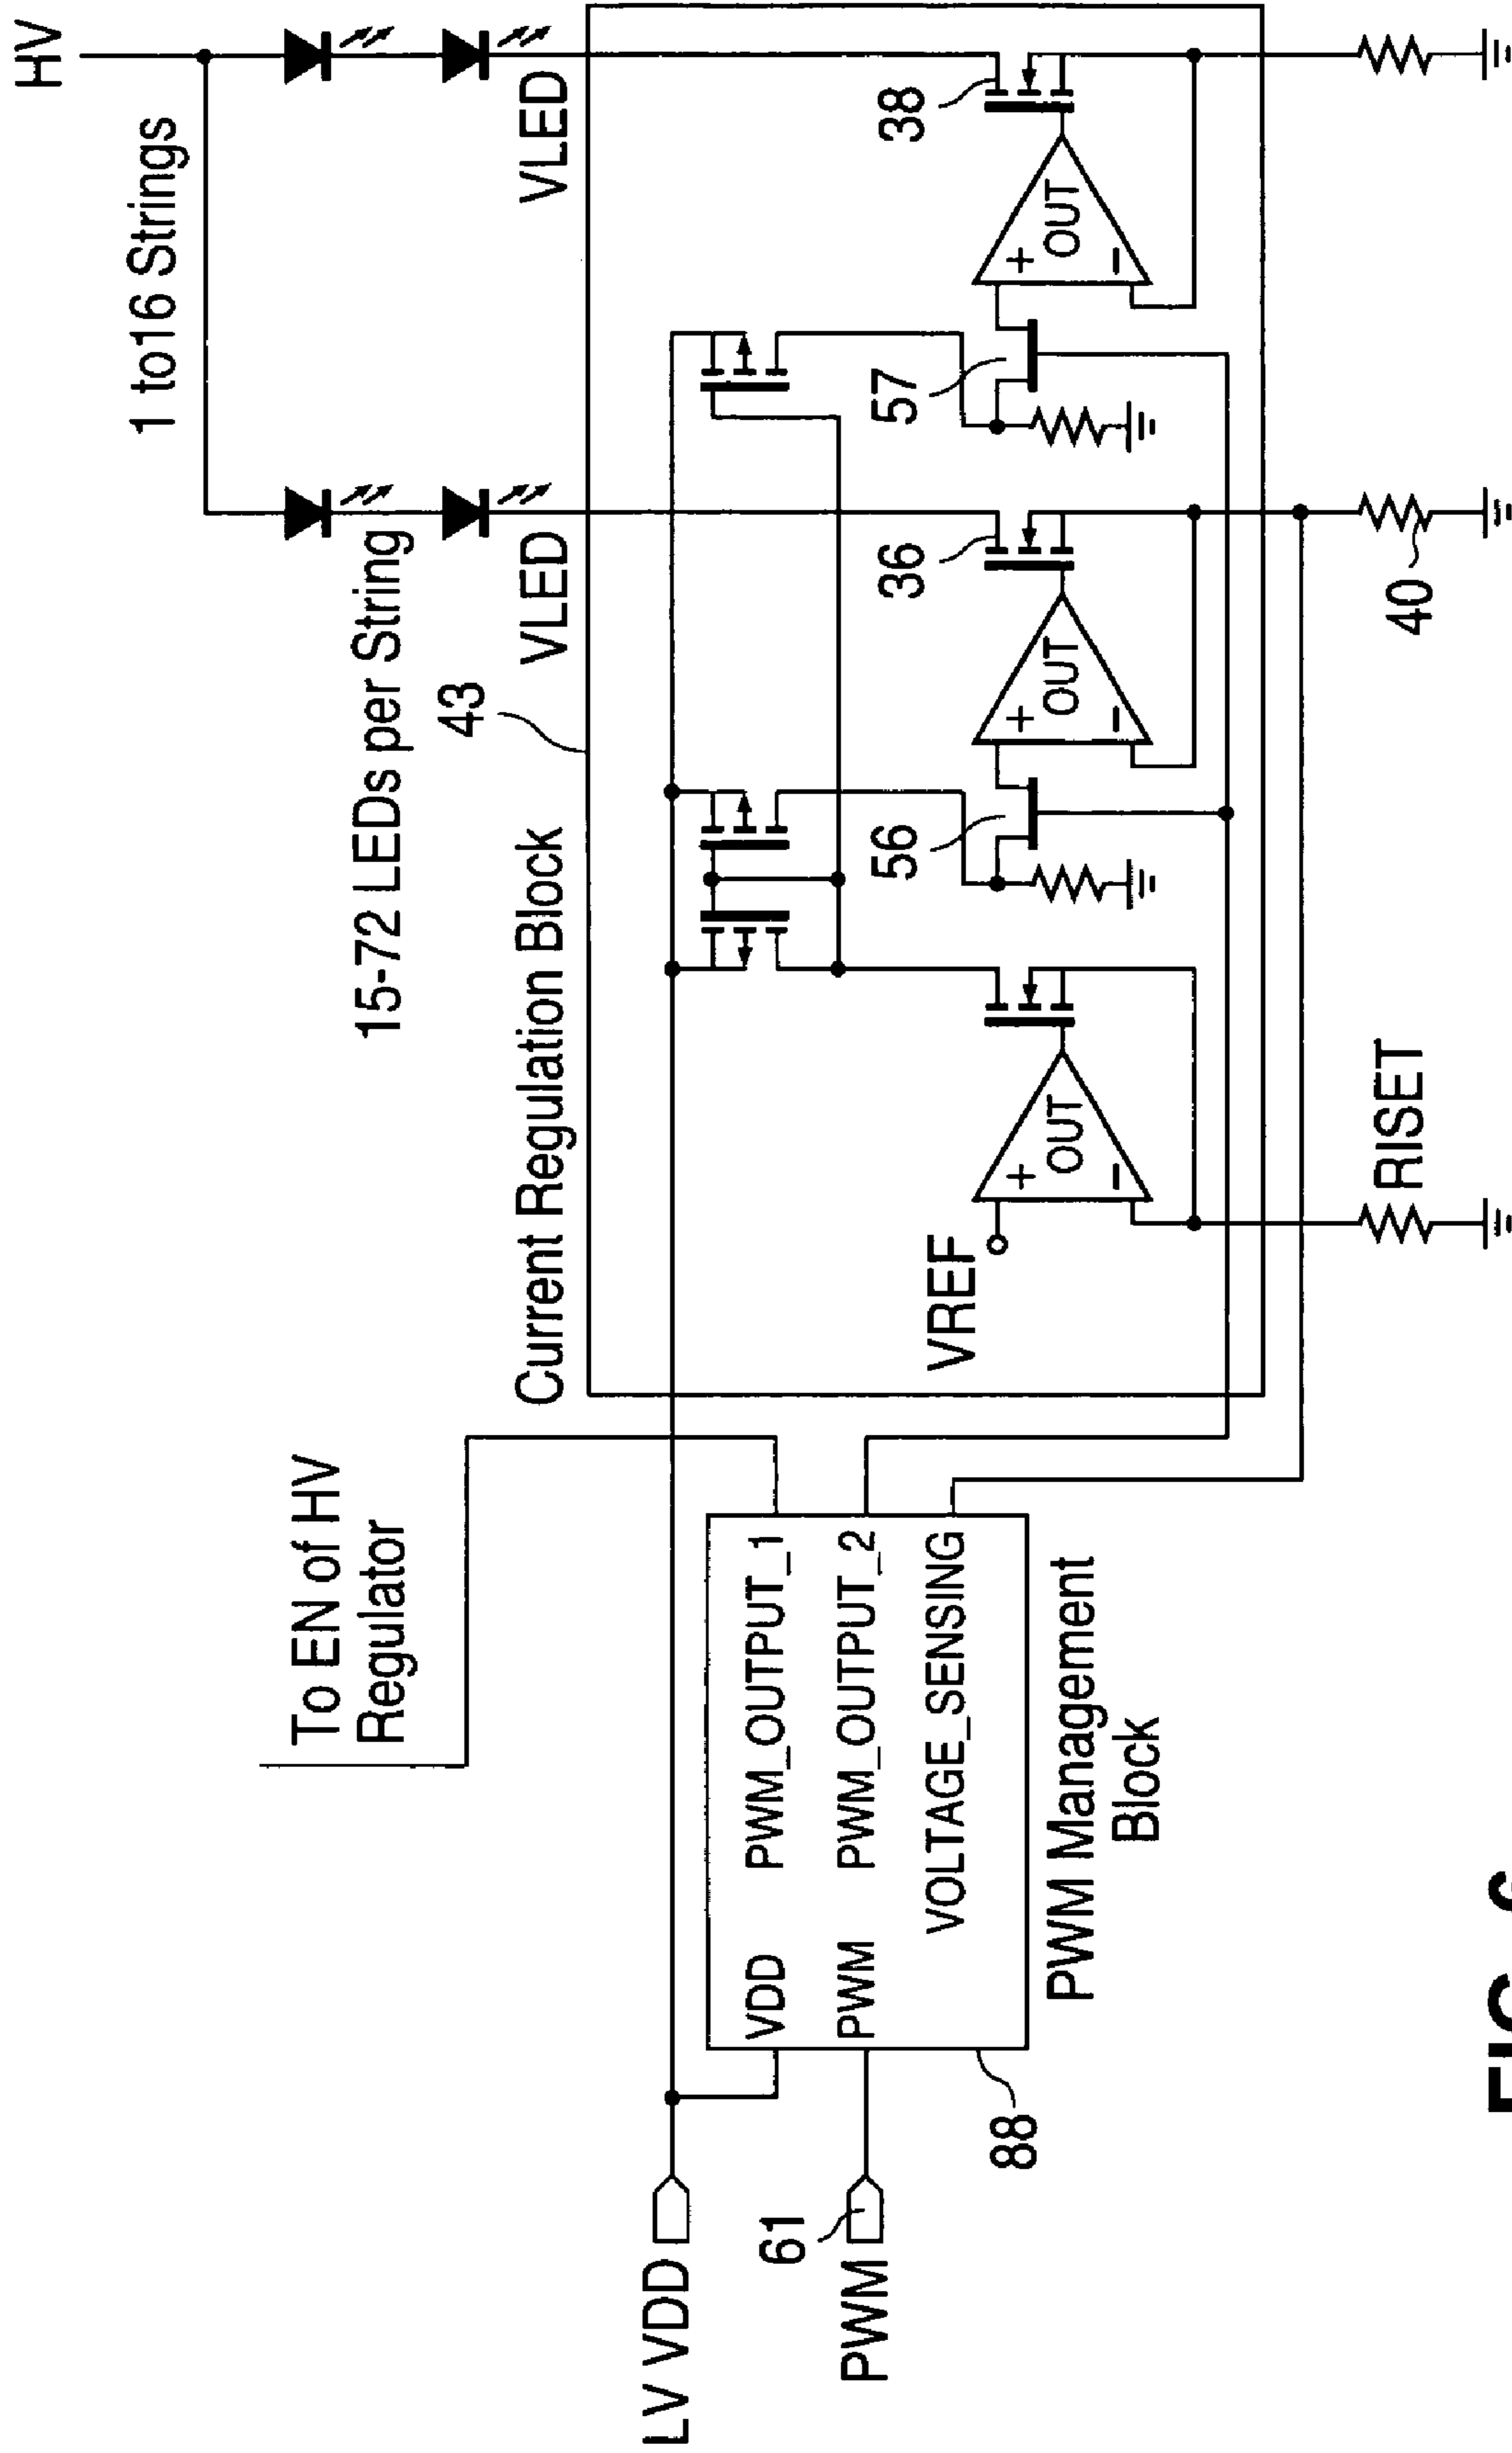 HV
1 to16 Strings
To EN of HV
Regulator
15-72 LEDs per String
43
Current Regulation Block
VLED
VLED
LV VDD
VDD
PWM_OUTPUT_1
61
PWM
PWM
PWM_OUTPUT_2
56
36
57
38
VREF
VOLTAGE_SENSING
88
+
OUT
−
+
OUT
−
+
OUT
−
PWM Management
Block
RISET
40